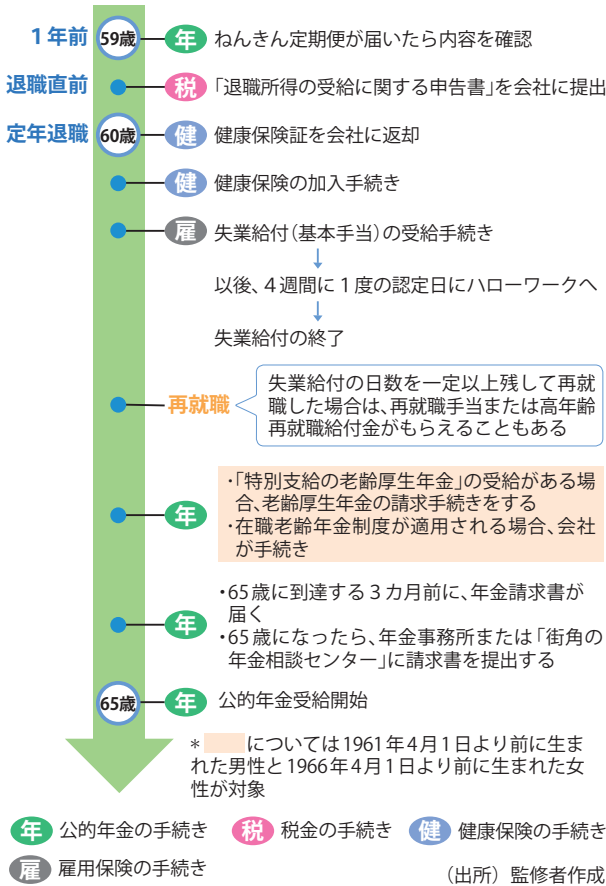 1年前 59歳 年 ねんきん定期便が届いたら内容を確認
退職直前 税 「退職所得の受給に関する申告書」を会社に提出
定年退職 60歳 健 健康保険証を会社に返却
健 健康保険の加入手続き
雇 失業給付（基本手当）の受給手続き
↓
以後、4週間に1度の認定日にハローワークへ
↓
失業給付の終了
再就職
失業給付の日数を一定以上残して再就
職した場合は、再就職手当または高年齢
再就職給付金がもらえることもある
年
・「特別支給の老齢厚生年金」の受給がある場
合、老齢厚生年金の請求手続きをする
・在職老齢年金制度が適用される場合、会社
が手続き
年
・65歳に到達する3カ月前に、年金請求書が
届く
・65歳になったら、年金事務所または「街角の
年金相談センター」に請求書を提出する
65歳 年 公的年金受給開始
＊ については1961年4月1日より前に生ま
れた男性と1966年4月1日より前に生まれた女
性が対象
年 公的年金の手続き 税 税金の手続き 健 健康保険の手続き
雇 雇用保険の手続き
（出所）監修者作成